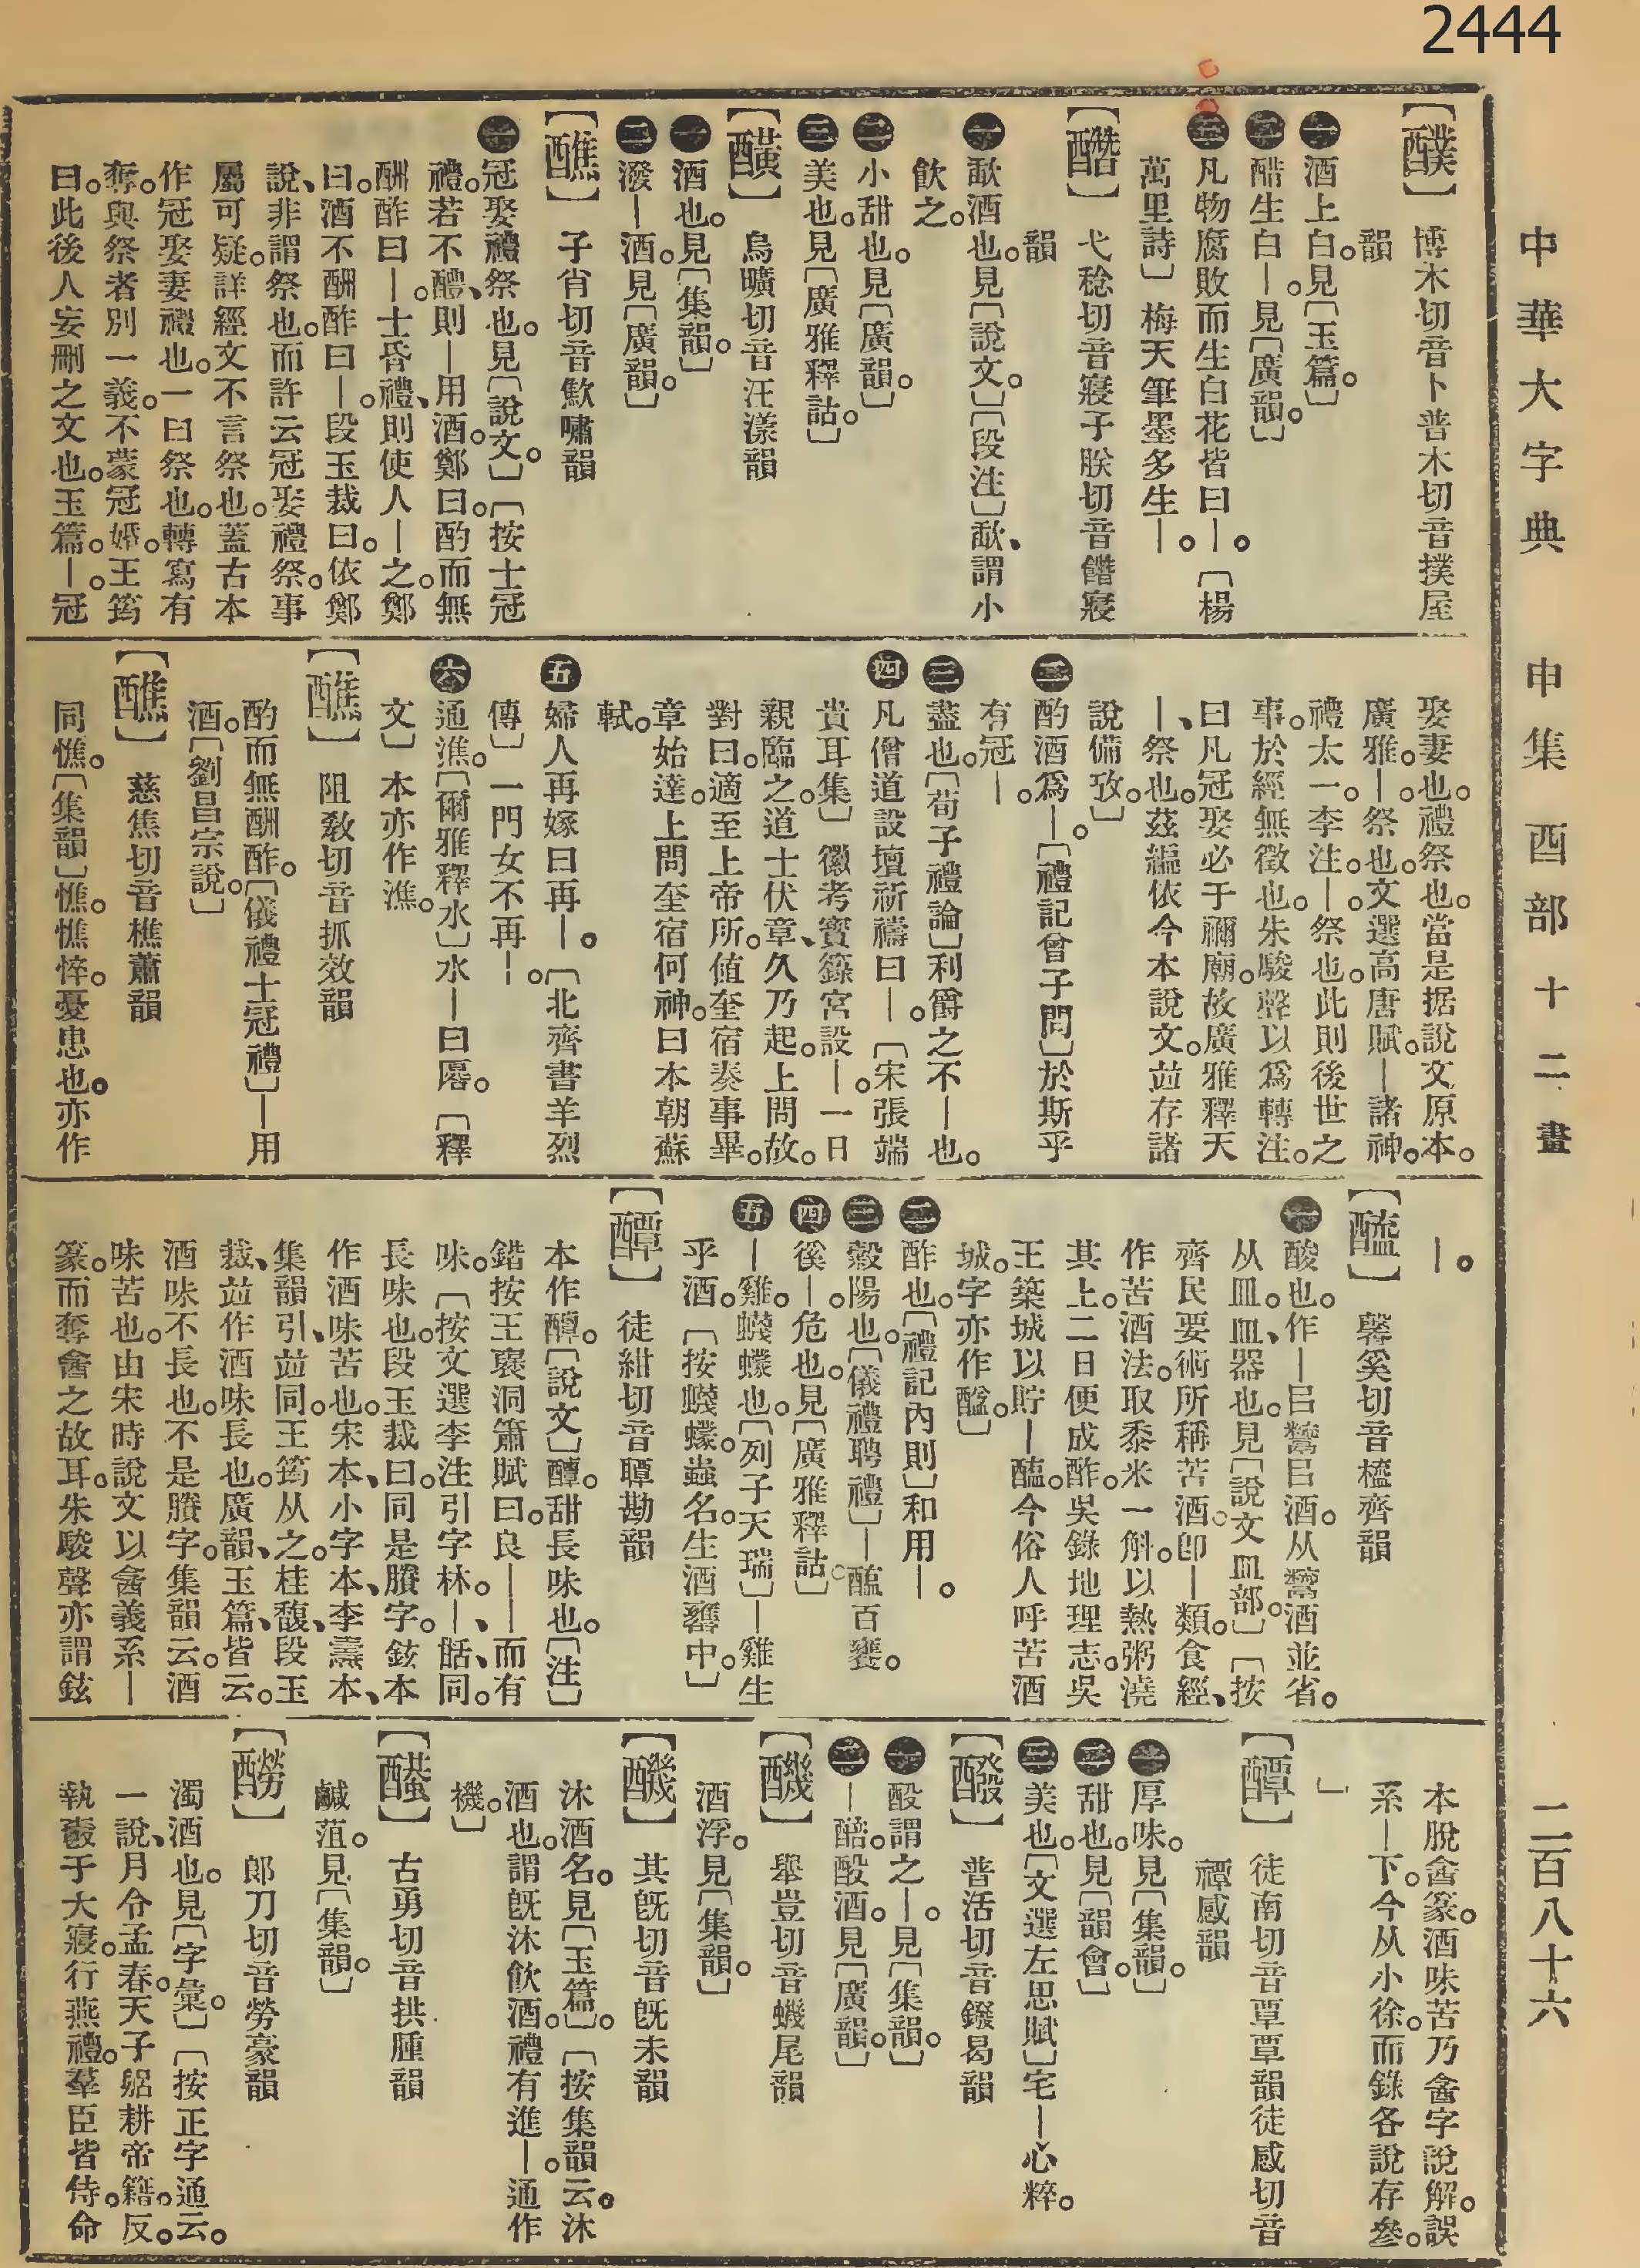 2444
中華大字典 申集 酉部 十二畫 二百八十六
【醭】 博木切音卜普木切音撲屋
韻
㊀酒上白。見〔玉篇。〕
㊁醋生白—。見〔廣韻。〕
㊂凡物腐敗而生白花皆曰—。〔楊
萬里詩〕梅天筆墨多生—。
【醦】 弋稔切音寑子朕切音䤐寑
韻
㊀歃酒也。見〔說文。〕〔段注〕歃、謂小
飲之。
㊁小甜也。見〔廣韻。〕
㊂美也。見〔廣雅釋詁。〕
【䤑】 烏曠切音汪漾韻
㊀酒也。見〔集韻。〕
㊁潑—酒。見〔廣韻。〕
【醮】 子肖切音歍嘯韻
㊀冠娶禮祭也。見〔說文。〕〔按士冠
禮。若不醴、則—用酒。鄭曰。酌而無
酬酢曰—。士昏禮、則使人—之。鄭
曰。酒不酬酢曰—。段玉裁曰。依鄭
說、非謂祭也。而許云冠娶禮祭。事
屬可疑。詳經文不言祭也。蓋古本
作冠娶妻禮也。一曰祭也。轉寫有
奪。與祭者別一義。不蒙冠婚。王筠
曰。此後人妄刪之文也。玉篇。—。冠
娶妻也。禮祭也。當是据說文原本。
廣雅。—。祭也。文選高唐賦。—諸神。
禮太一。李注。—。祭也。此則後世之
事。於經無徵也。朱駿聲以爲轉注。
曰凡冠娶必于禰廟。故廣雅釋天
—、祭也。茲編依今本說文。竝存諸
說備攷。〕
㊁酌酒爲—。〔禮記曾子問〕於斯乎
有冠—。
㊂盡也。〔荀子禮論〕利爵之不—也。
㊃凡僧道設壇祈禱曰—。〔宋張端
貴耳集〕徽考寶籙宮設—。一日
親臨之。道士伏章、久乃起。上問故。
對曰。適至上帝所。値奎宿奏事畢。
章始達。上問奎宿何神。曰本朝蘇
軾。
㊄婦人再嫁曰再—。〔北齊書羊烈
傳〕一門女不再—。
㊅通漁。〔爾雅釋水〕水—曰厬。〔釋
文〕本亦作潐。
【醮】 阻敎切音抓效韻
酌而無酬酢。〔儀禮士冠禮〕—用
酒。〔劉昌宗說。〕
【醮】 慈焦切音樵蕭韻
同憔。〔集韻〕憔。憔悴。憂患也。亦作
—。
【醯】 馨奚切音橀齊韻
㊀酸也。作—㠯鬻㠯酒。从鬻酒並省。
从皿。皿、器也。見〔說文皿部。〕〔按
齊民要術所稱苦酒。卽—類。食經、
作苦酒法。取黍米一斛。以熱粥澆
其上。二日便成酢。吳錄地理志。吳
王築城以貯—醢。今俗人呼苦酒
城。字亦作醯。〕
㊁酢也。〔禮記內則〕和用—。
㊂穀陽也。〔儀禮聘禮〕—醢百甕。
㊃徯—。危也。見〔廣雅釋詁。〕
㊄—雞。蠛蠓也。〔列子天瑞〕—雞生
乎酒。〔按蠛蠓。蟲名。生酒甕中。〕
【醰】 徒紺切音䐺勘韻
本作醰。〔說文〕醰。甜長味也。〔注〕
鍇按王襃洞簫賦曰。良——而有
味。〔按文選李注引字林。—、甛同。
長味也。段玉裁曰。同是賸字。鉉本
作酒味苦也。宋本、小字本、李燾本、
集韻引、竝同。王筠从之。桂馥、段玉
裁、竝作酒味長也。廣韻、玉篇、皆云。
酒味不長也。不是賸字。集韻云。酒
味苦也。由宋時說文以酓義系—
篆。而奪酓之故耳。朱駿聲亦謂鉉
本脫酓篆。酒味苦乃酓字說解。誤
系—下。今从小徐。而錄各說存參。
〕
【醰】 徒南切音覃覃韻徒感切音
禫感韻
㊀厚味。見〔集韻。〕
㊁甜也。見〔韻會。〕
㊂美也。〔文選左思賦〕宅—心粹。
【醱】 普活切音鏺曷韻
㊀酘謂之—。見〔集韻。〕
㊁—醅。酘酒。見〔廣韻。〕
【醶】 舉豈切音蟣尾韻
酒浮。見〔集韻。〕
【禨】 其旣切音旣未韻
沐酒名。見〔玉篇。〕〔按集韻云。沐
酒也。謂旣沐飮酒。禮有進—。通作
禨。〕
古勇切音拱腫韻
鹹菹。見〔集韻。〕
【醪】 郞刀切音勞豪韻
濁酒也。見〔字彙。〕〔按正字通云。
一說、月令孟春。天子躬耕帝籍。反。
執爵于大寢。行燕禮。羣臣皆侍。命